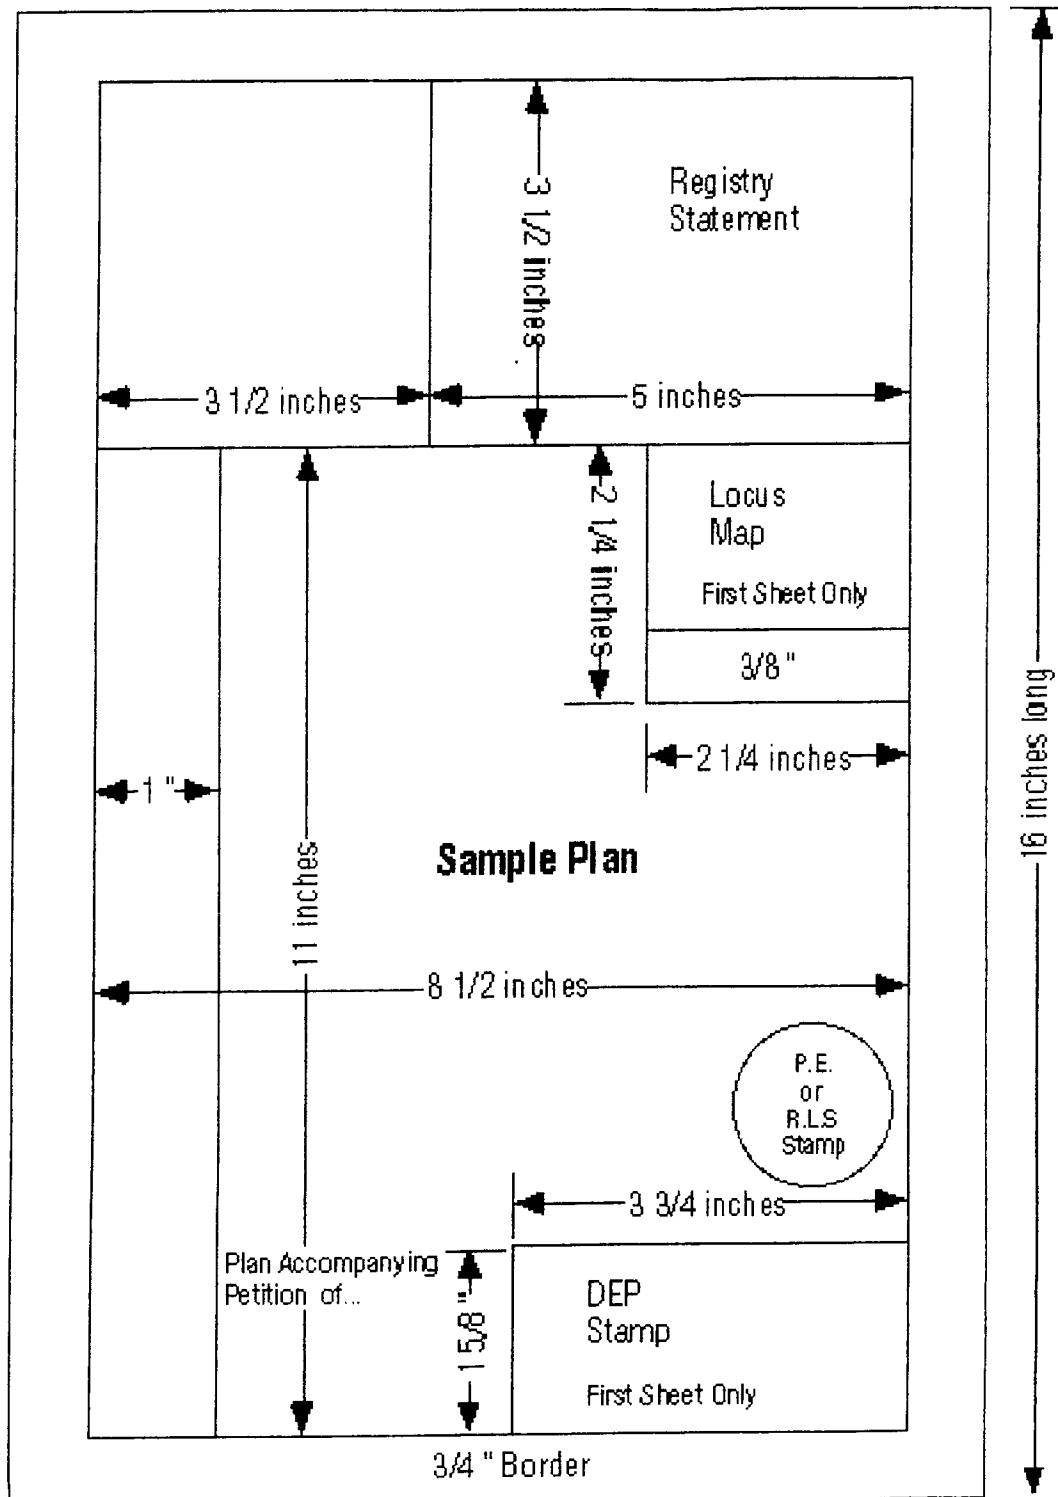 Registry
Statement
3 1/2 inches
3 1/2 inches
5 inches
Locus
Map
First Sheet Only
2 1/4 inches
3/8 "
2 1/4 inches
1 "
16 inches long
Sample Plan
11 inches
8 1/2 inches
P.E.
or
R.L.S
Stamp
3 3/4 inches
Plan Accompanying
Petition of...
1 5/8 "
DEP
Stamp
First Sheet Only
3/4 " Border